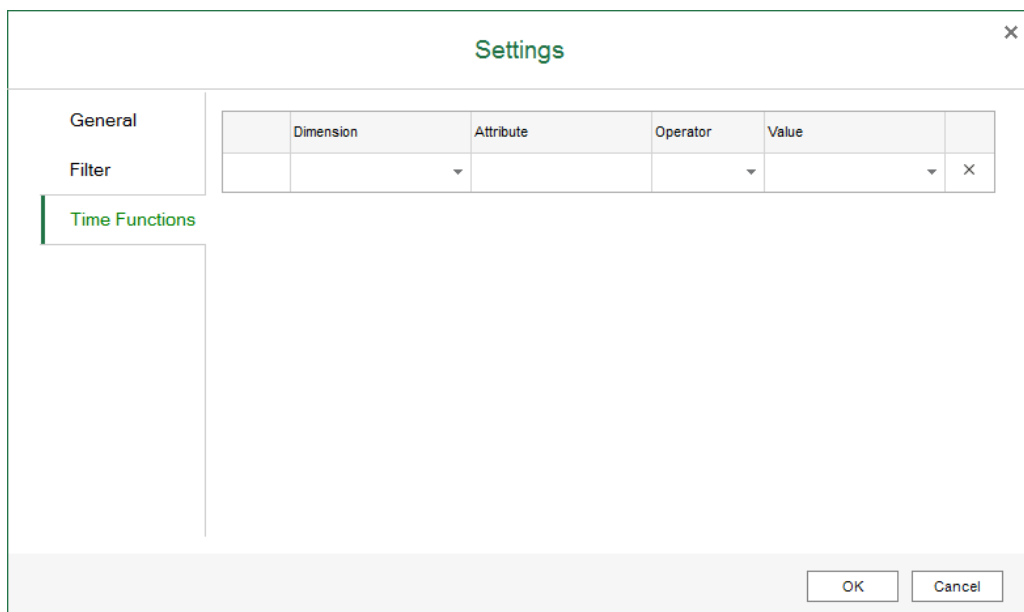 Settings
General
Filter
Time Functions
Dimension Attribute Operator Value
OK Cancel